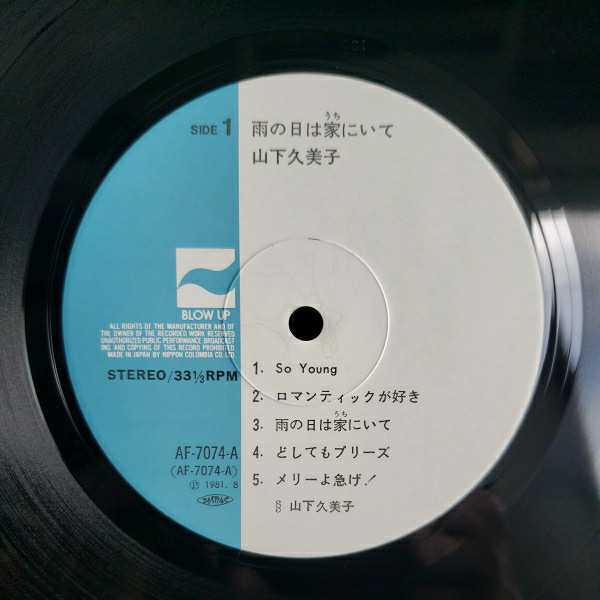 SIDE 1
雨の日は家にいて
うち
山下久美子
BLOW UP
ALL RIGHTS OF THE MANUFACTURER AND OF
THE OWNER OF THE RECORDED WORK RESERVED
UNAUTHORIZED PUBLIC PERFORMANCE BROADCAST
ING AND COPYING OF THIS RECORD PROHIBITED
MADE IN JAPAN BY NIPPON COLUMBIA CO. LTD
STEREO/33⅓RPM
1. So Young
2. ロマンティックが好き
3. 雨の日は家にいて
うち
4. どしてもプリーズ
5. メリーよ急げ!
§ 山下久美子
AF-7074-A
(AF-7074-A)
Ⓟ 1981. 8